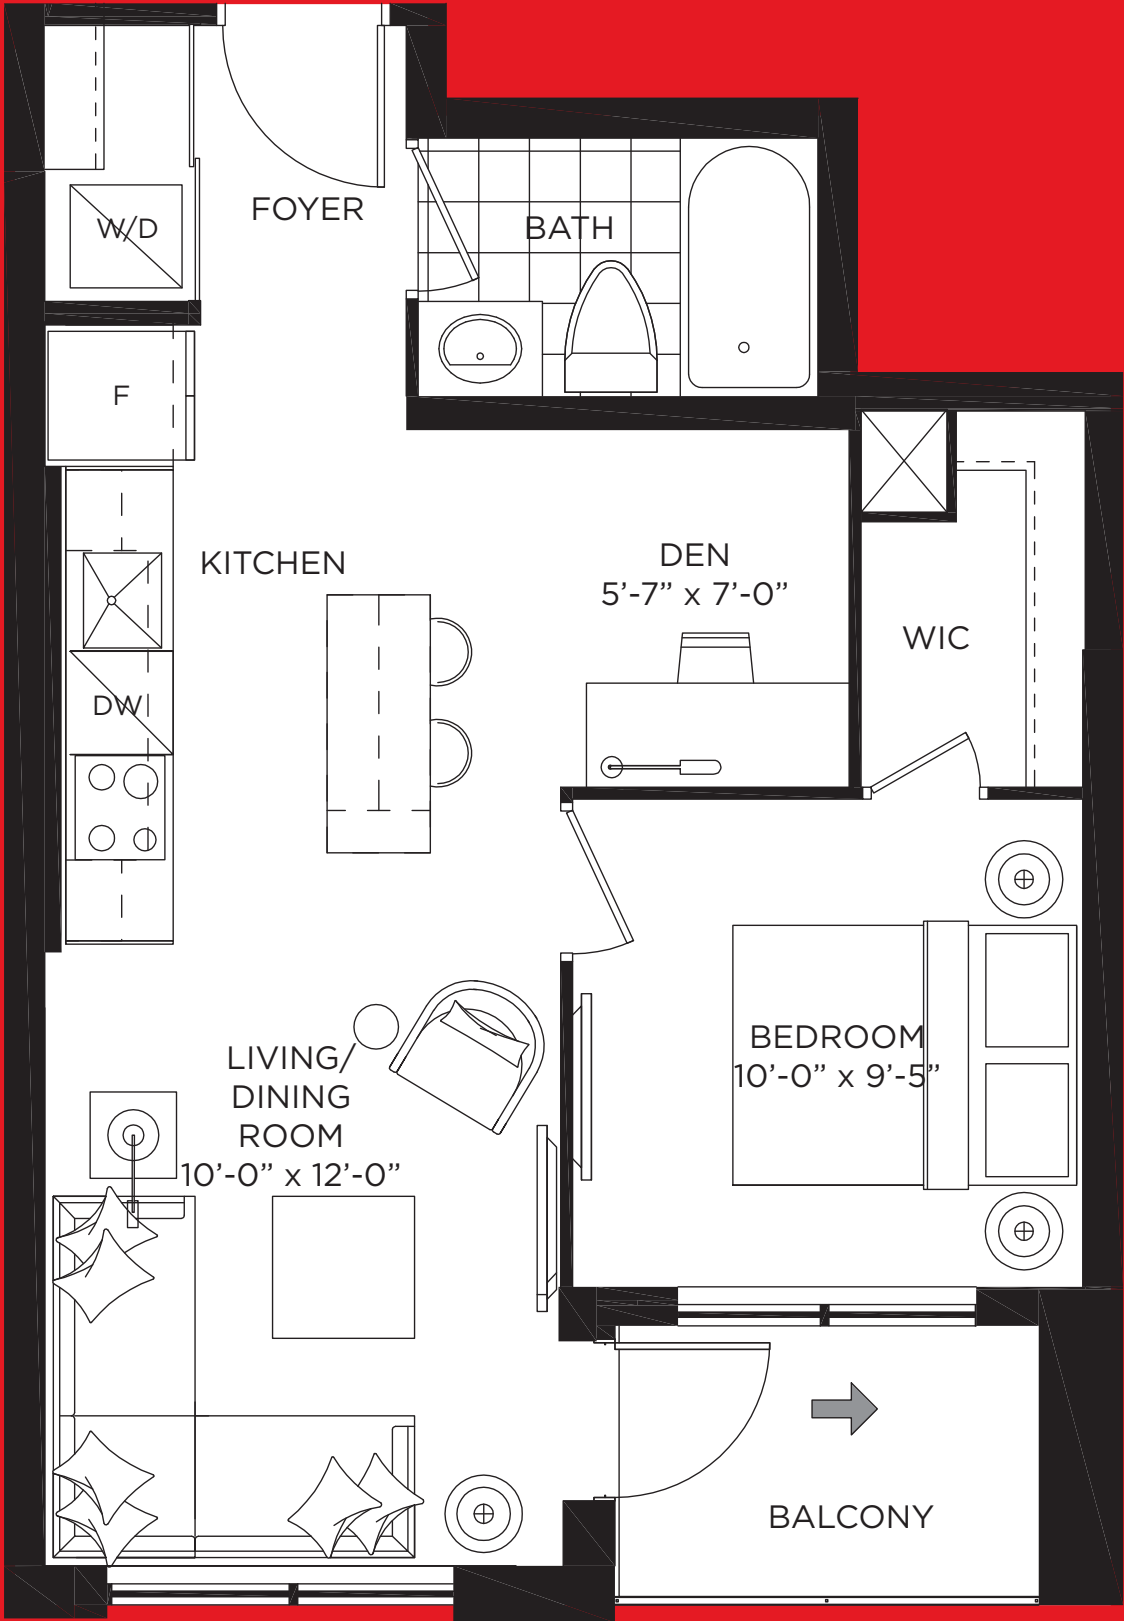 FOYER
W/D
BATH
F
KITCHEN
DEN
5’-7” x 7’-0”
WIC
DW
BEDROOM
10’-0” x 9’-5”
LIVING/
DINING
ROOM
10’-0” x 12’-0”
BALCONY